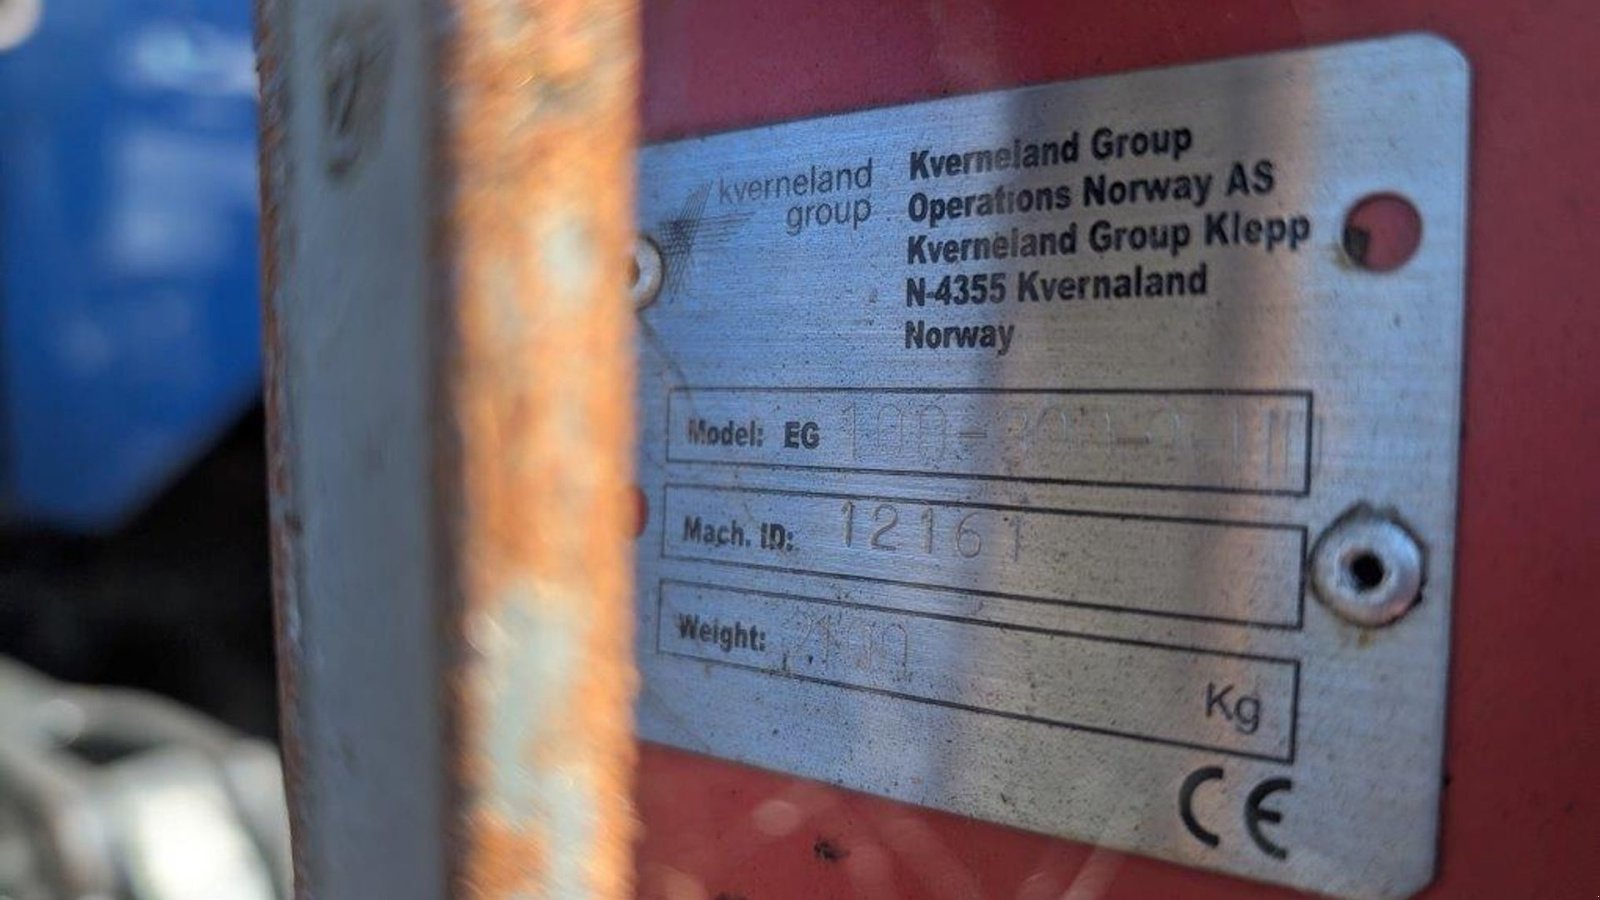 kverneland
group
Kverneland Group
Operations Norway AS
Kverneland Group Klepp
N-4355 Kvernaland
Norway
Model: EG
Mach. ID: 12161
Weight: 2100 Kg
CE